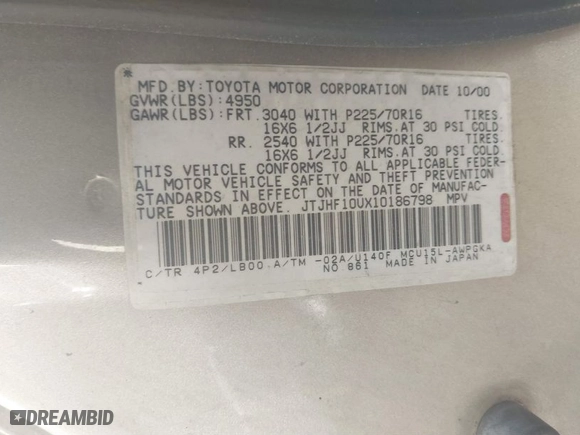 MFD.BY:TOYOTA MOTOR CORPORATION DATE 10/00
GVWR(LBS):4950
GAWR(LBS):FRT.3040 WITH P225/70R16 TIRES.
16X6 1/2JJ RIMS.AT 30 PSI COLD.
RR. 2540 WITH P225/70R16 TIRES.
16X6 1/2JJ RIMS.AT 30 PSI COLD.
THIS VEHICLE CONFORMS TO ALL APPLICABLE FEDER-
AL MOTOR VEHICLE SAFETY AND THEFT PREVENTION
STANDARDS IN EFFECT ON THE DATE OF MANUFAC-
TURE SHOWN ABOVE. JTJHF10UX10186798 MPV
C/TR 4P2/LB00.A/TM -02A/U140F MCU15L-AWPGKA
NO 861 MADE IN JAPAN
TOYOTA
DREAMBID